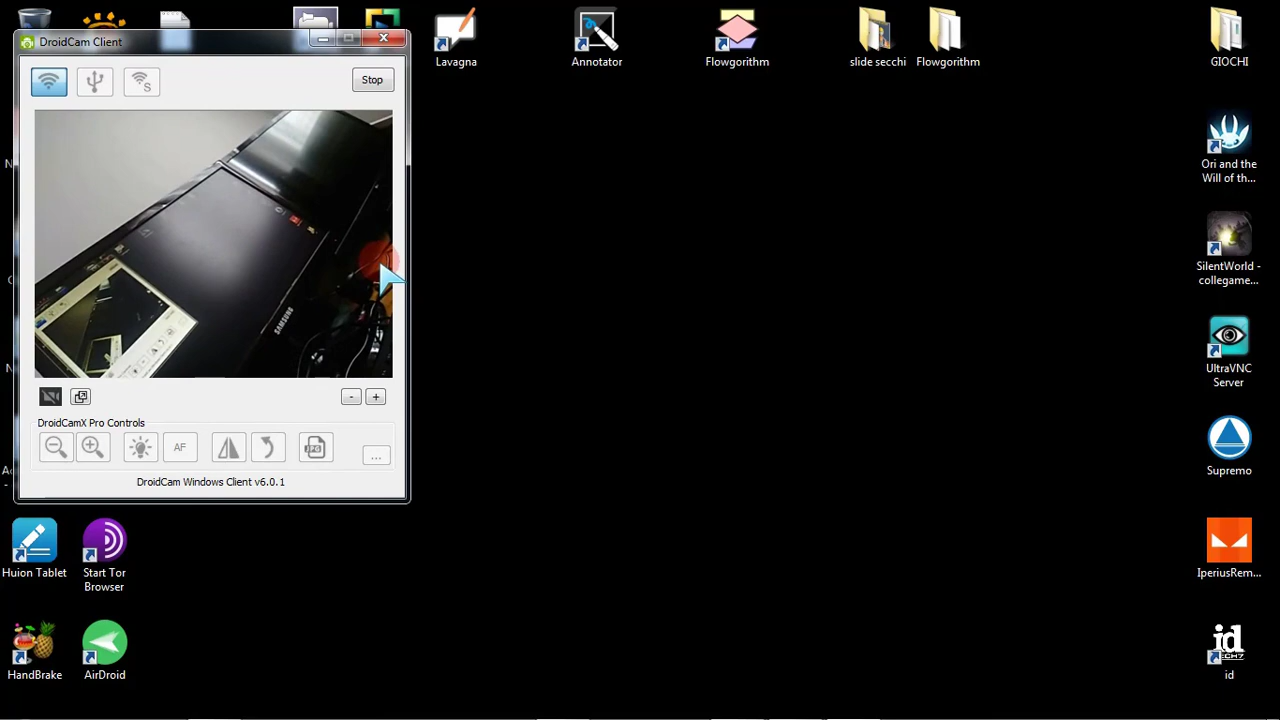 DroidCam Client
Stop
SAMSUNG
-
+
DroidCamX Pro Controls
AF
JPG
...
DroidCam Windows Client v6.0.1
S
Lavagna
Annotator
Flowgorithm
slide secchi
Flowgorithm
GIOCHI
Ori and the
Will of th...
SilentWorld -
collegame...
UltraVNC
Server
Supremo
IperiusRem...
id
id
Huion Tablet
Start Tor
Browser
HandBrake
AirDroid